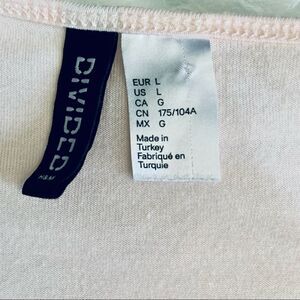 DIVIDED
H&M
EUR L
US L
CA G
CN 175/104A
MX G
Made in
Turkey
Fabriqué en
Turquie